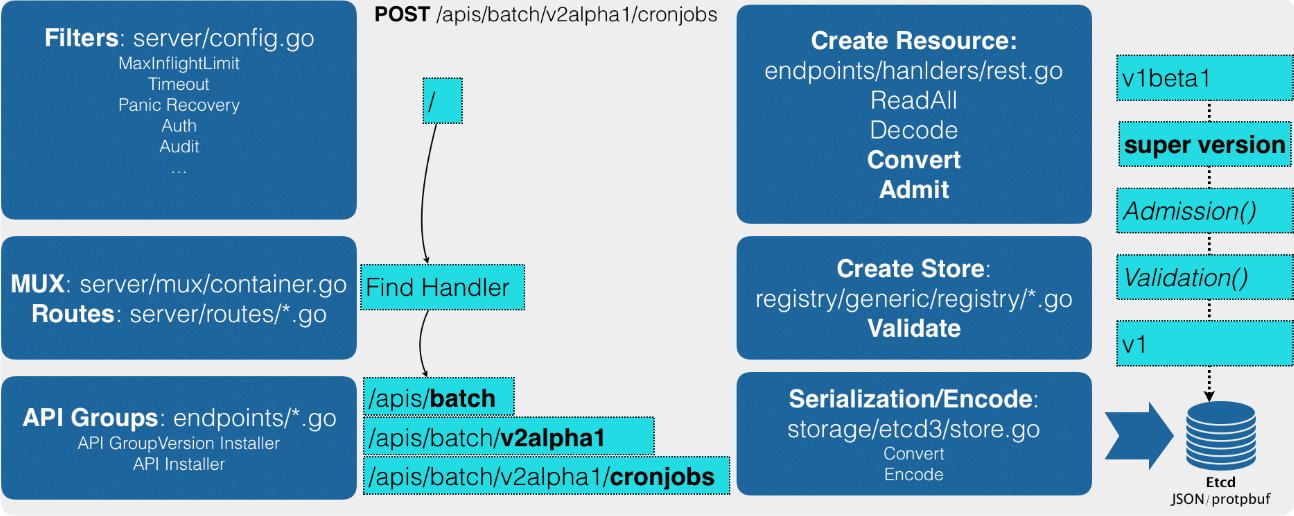 POST /apis/batch/v2alpha1/cronjobs
Filters: server/config.go
MaxInflightLimit
Timeout
Panic Recovery
Auth
Audit
...
MUX: server/mux/container.go
Routes: server/routes/*.go
API Groups: endpoints/*.go
API GroupVersion Installer
API Installer
/
Find Handler
/apis/batch
/apis/batch/v2alpha1
/apis/batch/v2alpha1/cronjobs
Create Resource:
endpoints/hanlders/rest.go
ReadAll
Decode
Convert
Admit
Create Store:
registry/generic/registry/*.go
Validate
Serialization/Encode:
storage/etcd3/store.go
Convert
Encode
v1beta1
super version
Admission()
Validation()
v1
Etcd
JSON/protpbuf